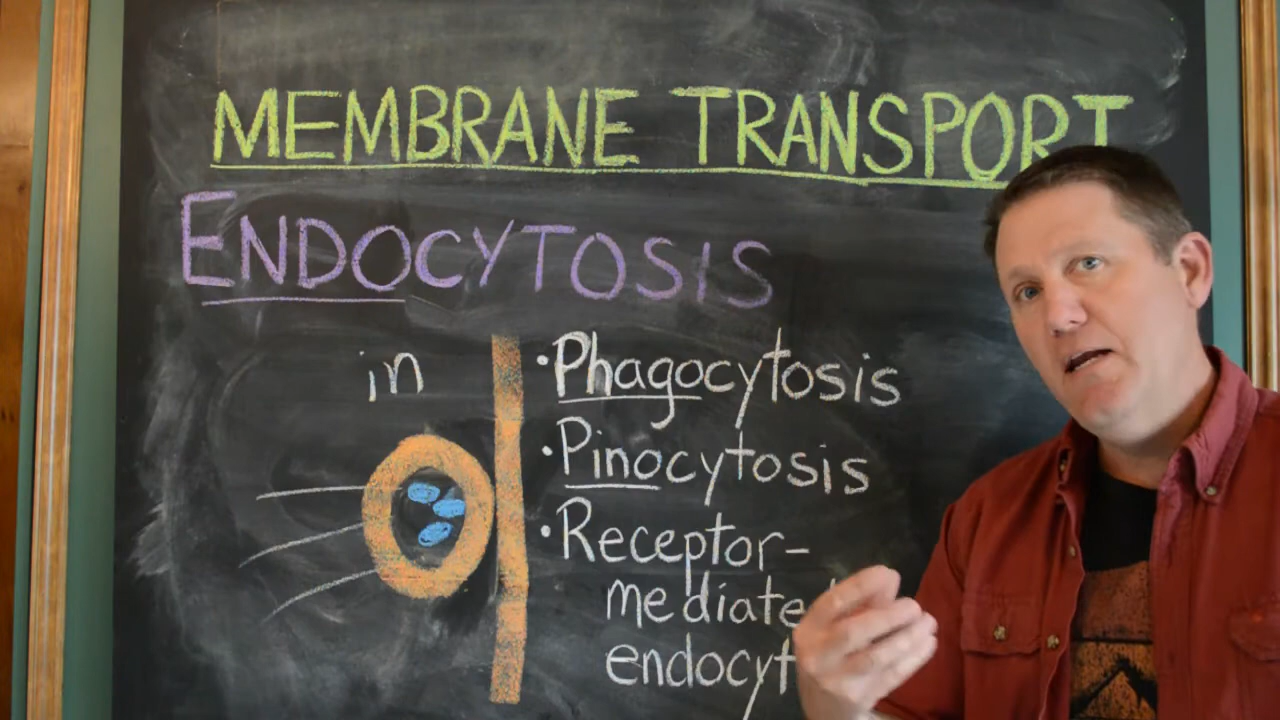 MEMBRANE TRANSPORT
ENDOCYTOSIS
in
•Phagocytosis
•Pinocytosis
•Receptor-
mediate
endocyt